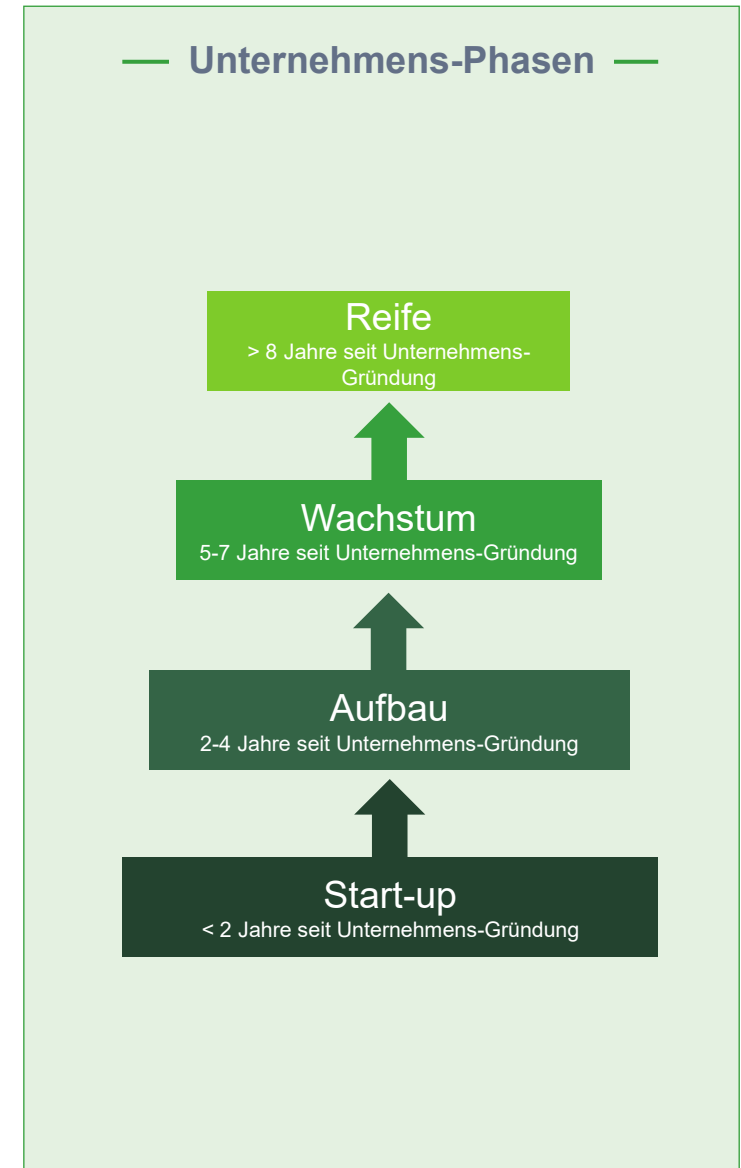 Unternehmens-Phasen
Reife
> 8 Jahre seit Unternehmens-
Gründung
Wachstum
5-7 Jahre seit Unternehmens-Gründung
Aufbau
2-4 Jahre seit Unternehmens-Gründung
Start-up
< 2 Jahre seit Unternehmens-Gründung